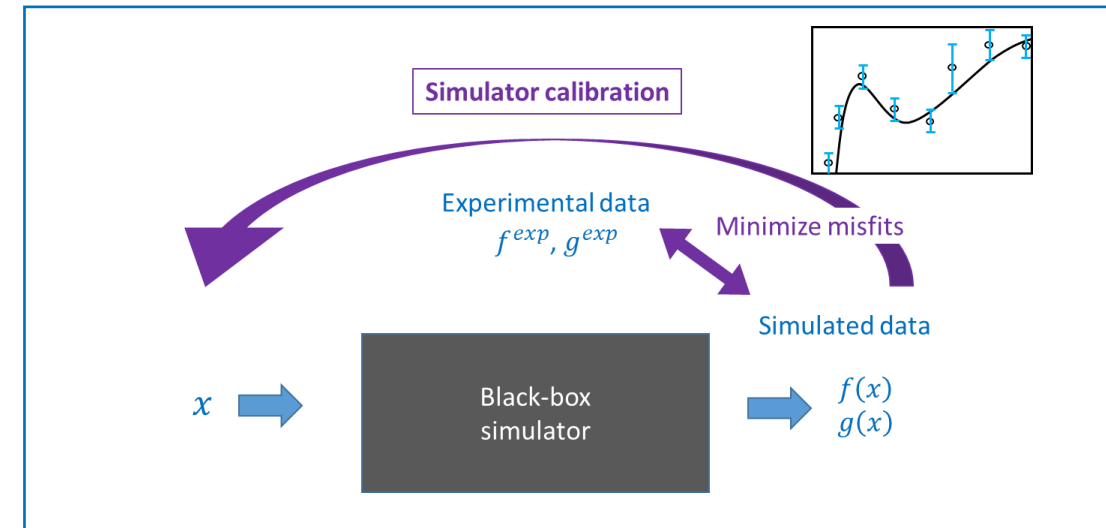 Simulator calibration
Experimental data
f^{exp}, g^{exp}
Minimize misfits
Simulated data
x
Black-box
simulator
f(x)
g(x)